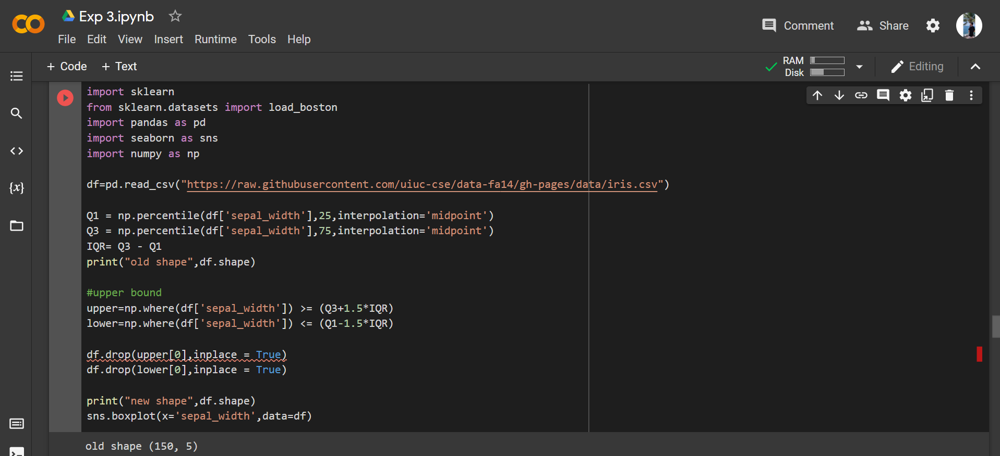 Exp 3.ipynb
File Edit View Insert Runtime Tools Help
Comment Share
+ Code + Text
RAM
Disk
Editing
import sklearn
from sklearn.datasets import load_boston
import pandas as pd
import seaborn as sns
import numpy as np
df=pd.read_csv("https://raw.githubusercontent.com/uiuc-cse/data-fa14/gh-pages/data/iris.csv")
Q1 = np.percentile(df['sepal_width'],25,interpolation='midpoint')
Q3 = np.percentile(df['sepal_width'],75,interpolation='midpoint')
IQR= Q3 - Q1
print("old shape",df.shape)
#upper bound
upper=np.where(df['sepal_width']) >= (Q3+1.5*IQR)
lower=np.where(df['sepal_width']) <= (Q1-1.5*IQR)
df.drop(upper[0],inplace = True)
df.drop(lower[0],inplace = True)
print("new shape",df.shape)
sns.boxplot(x='sepal_width',data=df)
old shape (150, 5)